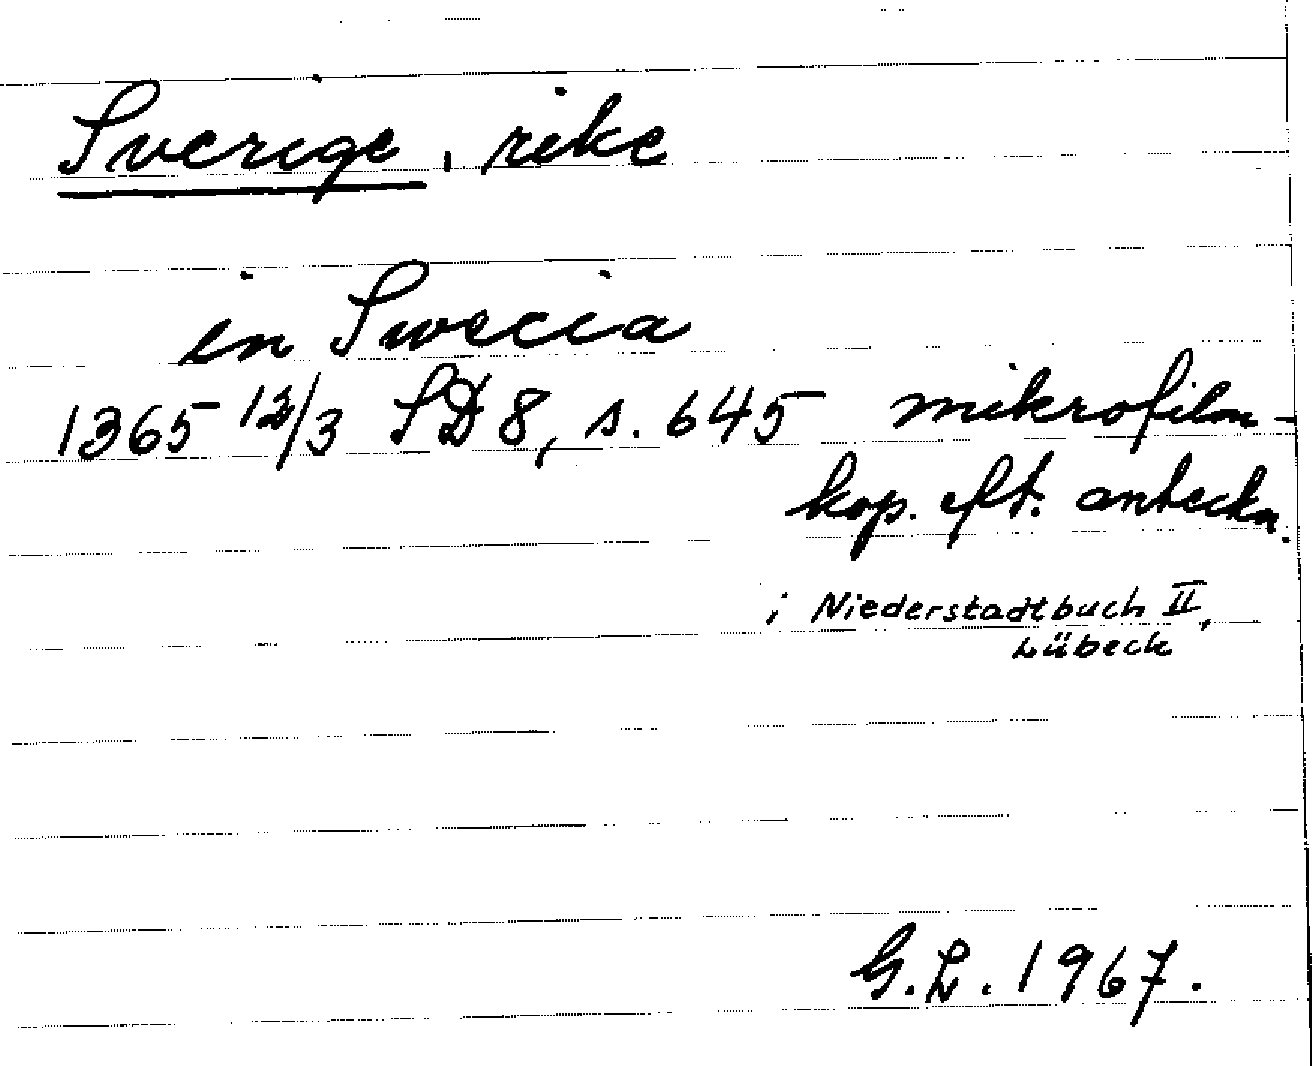 Sverige, rike
in Swecia
1365 12/3 SD 8, s. 645 mikrofilm-
kop. eft. anteckn.
i Niederstadtbuch II,
Lübeck
G.L. 1967.